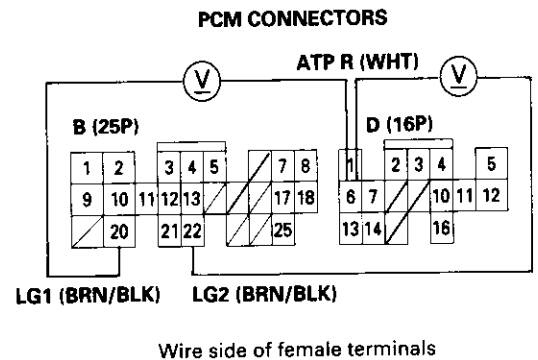 PCM CONNECTORS
ATP R (WHT)
V V
B (25P) D (16P)
1 2 3 4 5 7 8 1 2 3 4 5
9 10 11 12 13 17 18 6 7 10 11 12
20 21 22 25 13 14 16
LG1 (BRN/BLK) LG2 (BRN/BLK)
Wire side of female terminals